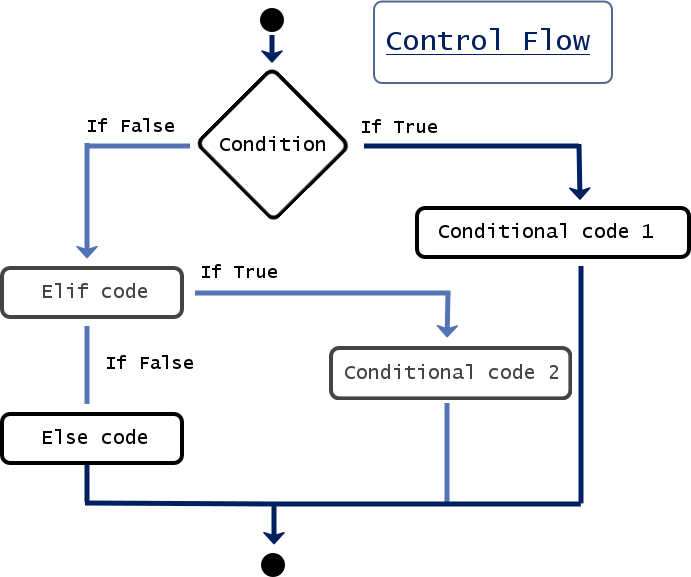 Control Flow
If False
If True
Condition
Conditional code 1
If True
Elif code
If False
Conditional code 2
Else code